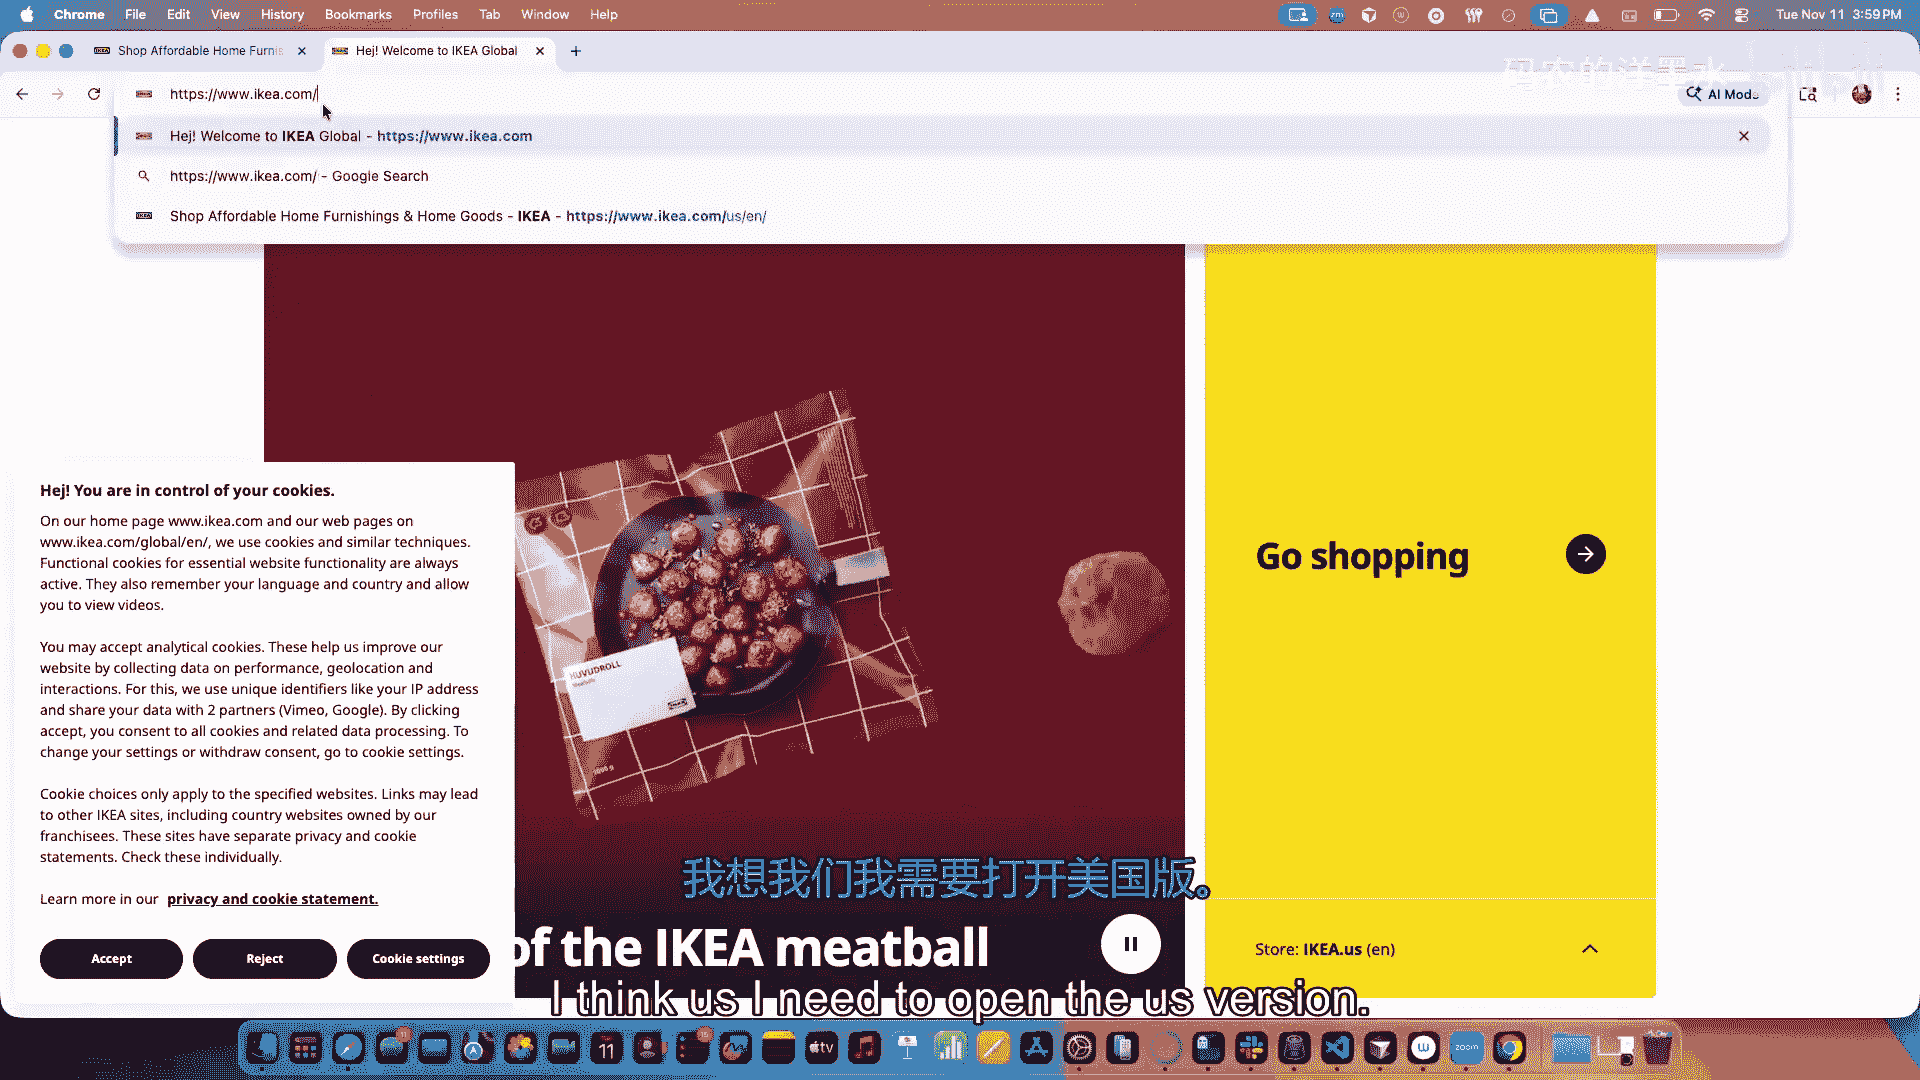 Chrome File Edit View History Bookmarks Profiles Tab Window Help
Tue Nov 11 3:59 PM
Shop Affordable Home Furnis
Hej! Welcome to IKEA Global
https://www.ikea.com/
AI Mode
码农的洋墨水
Hej! Welcome to IKEA Global - https://www.ikea.com
https://www.ikea.com/ - Google Search
Shop Affordable Home Furnishings & Home Goods - IKEA - https://www.ikea.com/us/en/
Hej! You are in control of your cookies.
On our home page www.ikea.com and our web pages on
www.ikea.com/global/en/, we use cookies and similar techniques.
Functional cookies for essential website functionality are always
active. They also remember your language and country and allow
you to view videos.
You may accept analytical cookies. These help us improve our
website by collecting data on performance, geolocation and
interactions. For this, we use unique identifiers like your IP address
and share your data with 2 partners (Vimeo, Google). By clicking
accept, you consent to all cookies and related data processing. To
change your settings or withdraw consent, go to cookie settings.
Cookie choices only apply to the specified websites. Links may lead
to other IKEA sites, including country websites owned by our
franchisees. These sites have separate privacy and cookie
statements. Check these individually.
Learn more in our privacy and cookie statement.
Accept
Reject
Cookie settings
HUVUDROLL
Go shopping
Store: IKEA.us (en)
of the IKEA meatball
我想我们我需要打开美国版。
I think us I need to open the us version.
11
tv
zoom